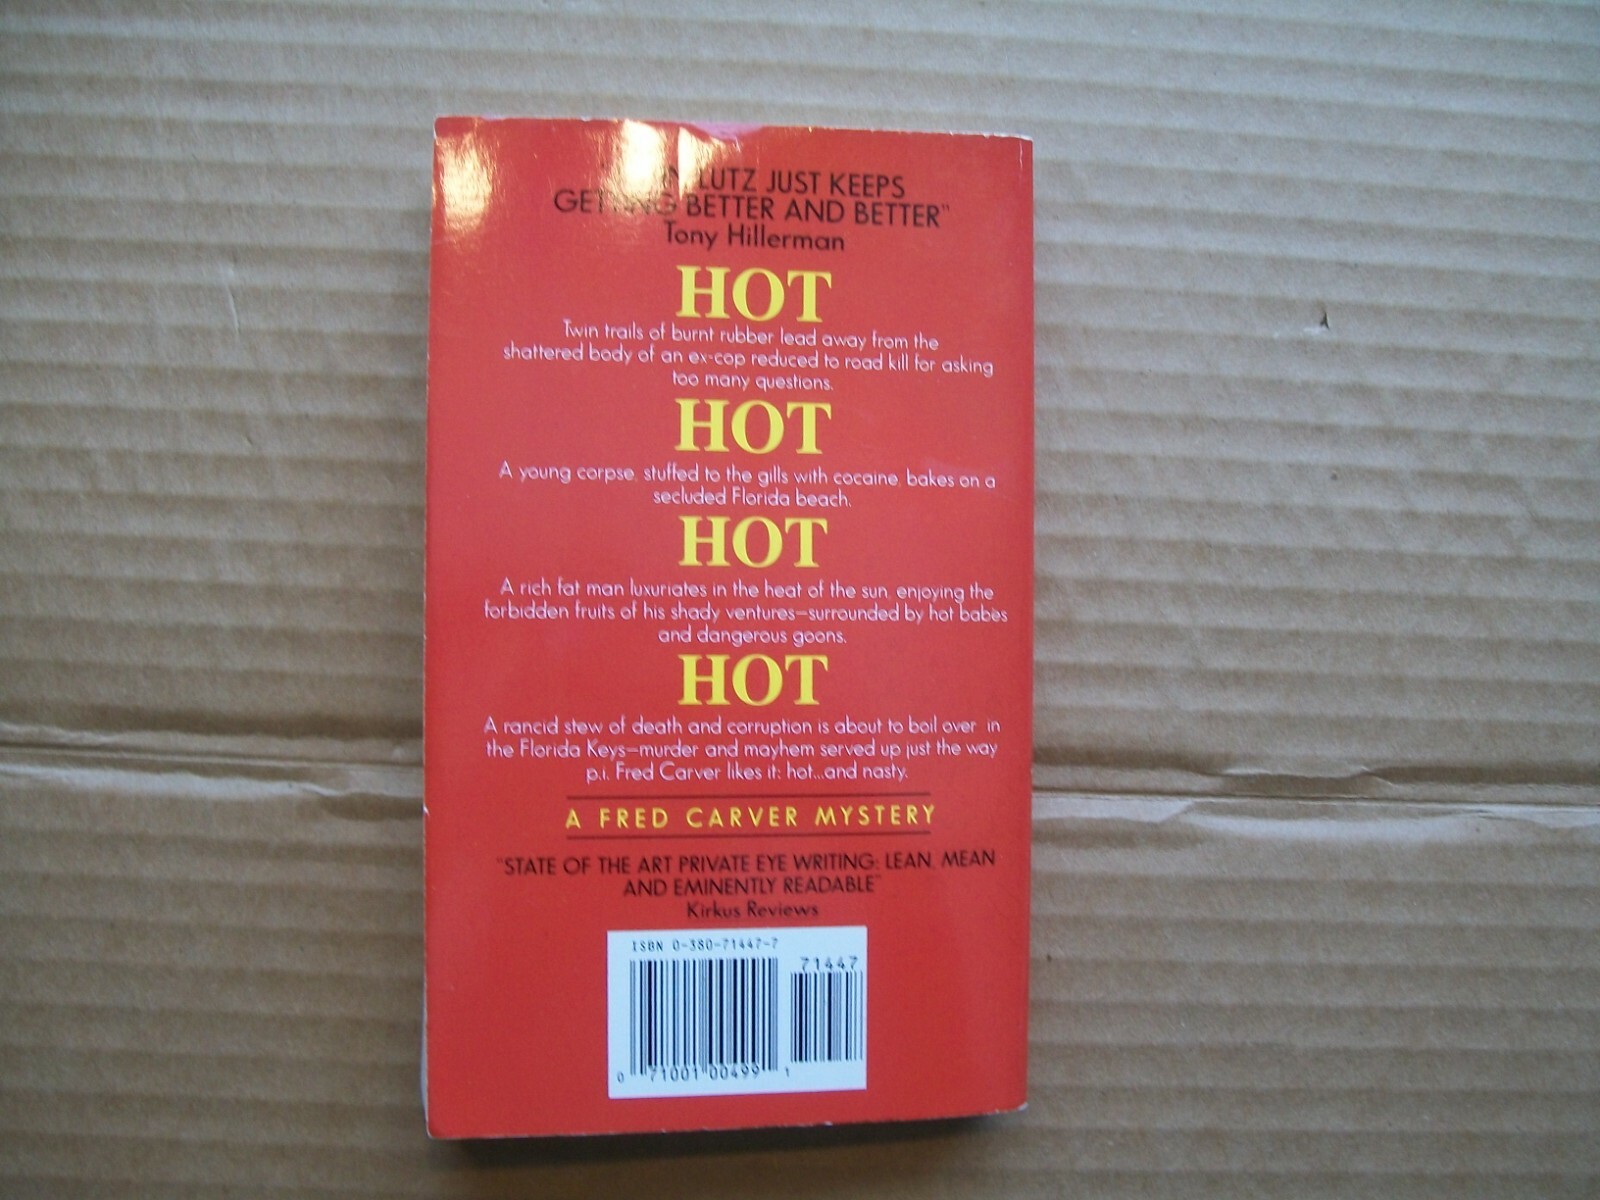 LUTZ JUST KEEPS
GETTING BETTER AND BETTER"
Tony Hillerman
HOT
Twin trails of burnt rubber lead away from the
shattered body of an ex-cop reduced to road kill for asking
too many questions.
HOT
A young corpse, stuffed to the gills with cocaine, bakes on a
secluded Florida beach.
HOT
A rich fat man luxuriates in the heat of the sun, enjoying the
forbidden fruits of his shady ventures—surrounded by hot babes
and dangerous goons.
HOT
A rancid stew of death and corruption is about to boil over in
the Florida Keys—murder and mayhem served up just the way
p.i. Fred Carver likes it: hot...and nasty.
A FRED CARVER MYSTERY
"STATE OF THE ART PRIVATE EYE WRITING: LEAN, MEAN
AND EMINENTLY READABLE"
Kirkus Reviews
ISBN 0-380-71447-7
71447
0 71001 00499 1